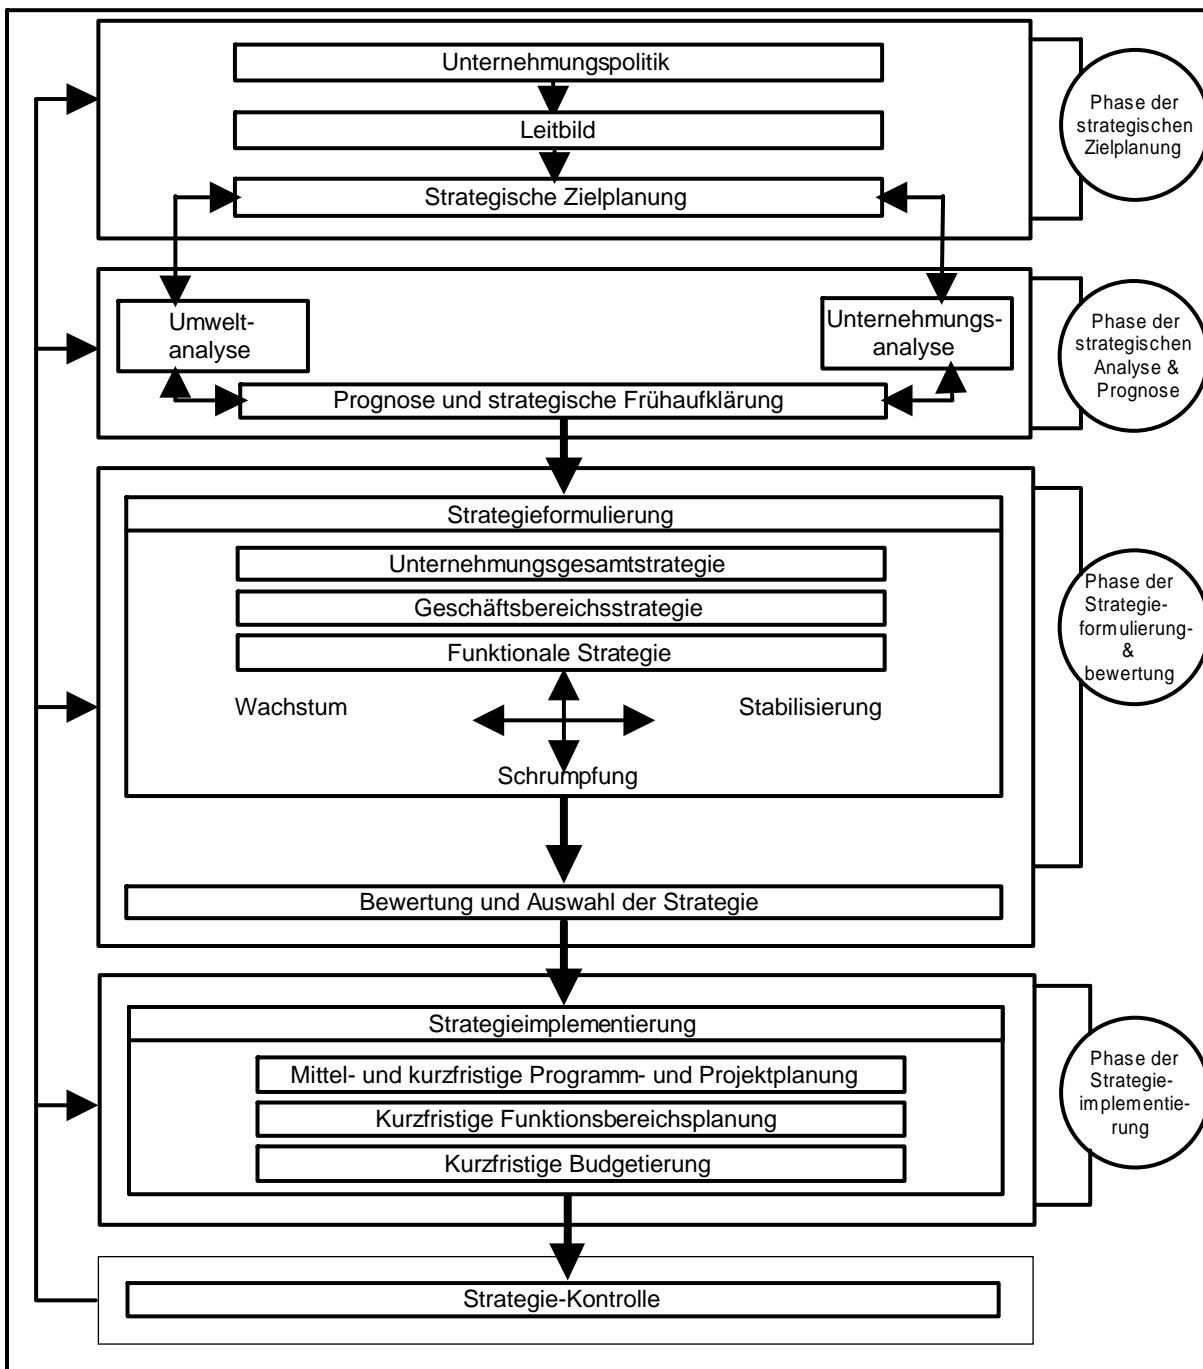 Unternehmungspolitik
Leitbild
Strategische Zielplanung
Phase der
strategischen
Zielplanung
Umwelt-
analyse
Unternehmungs-
analyse
Prognose und strategische Frühaufklärung
Phase der
strategischen
Analyse &
Prognose
Strategieformulierung
Unternehmungsgesamtstrategie
Geschäftsbereichsstrategie
Funktionale Strategie
Wachstum
Stabilisierung
Schrumpfung
Bewertung und Auswahl der Strategie
Phase der
Strategie-
formulierung-
&
bewertung
Strategieimplementierung
Mittel- und kurzfristige Programm- und Projektplanung
Kurzfristige Funktionsbereichsplanung
Kurzfristige Budgetierung
Phase der
Strategie-
implementie-
rung
Strategie-Kontrolle